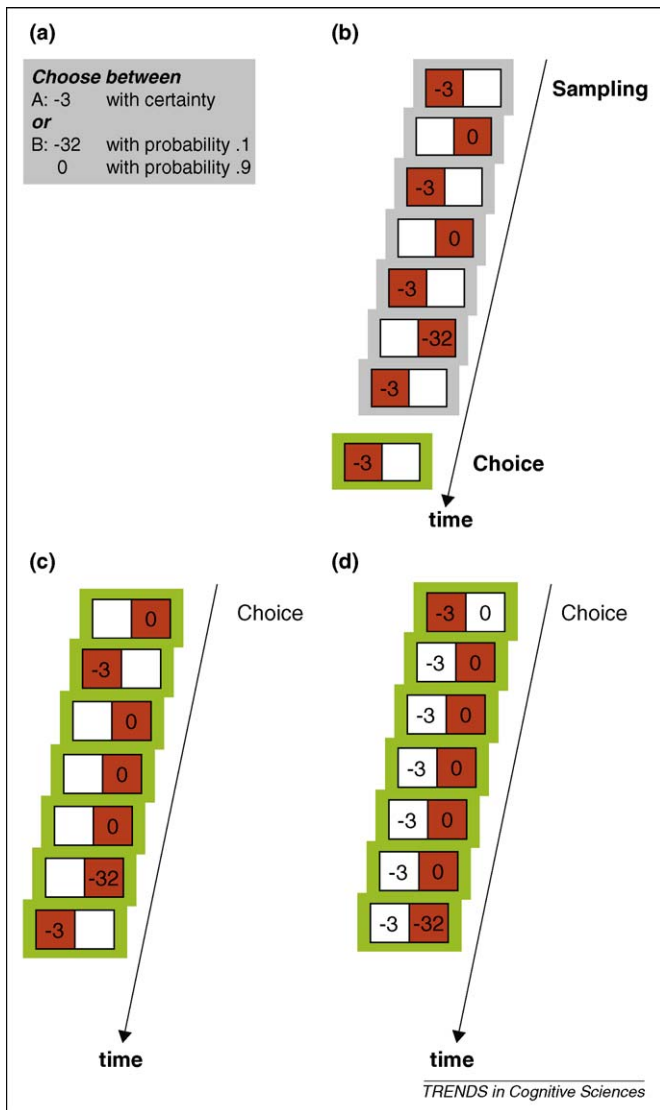 (a)
Choose between
A: -3 with certainty
or
B: -32 with probability .1
0 with probability .9
(b)
Sampling
-3
0
-3
0
-3
-32
-3
-3
Choice
time
(c)
Choice
0
-3
0
0
0
-32
-3
time
(d)
Choice
-3 0
-3 0
-3 0
-3 0
-3 0
-3 0
-3 -32
time
TRENDS in Cognitive Sciences